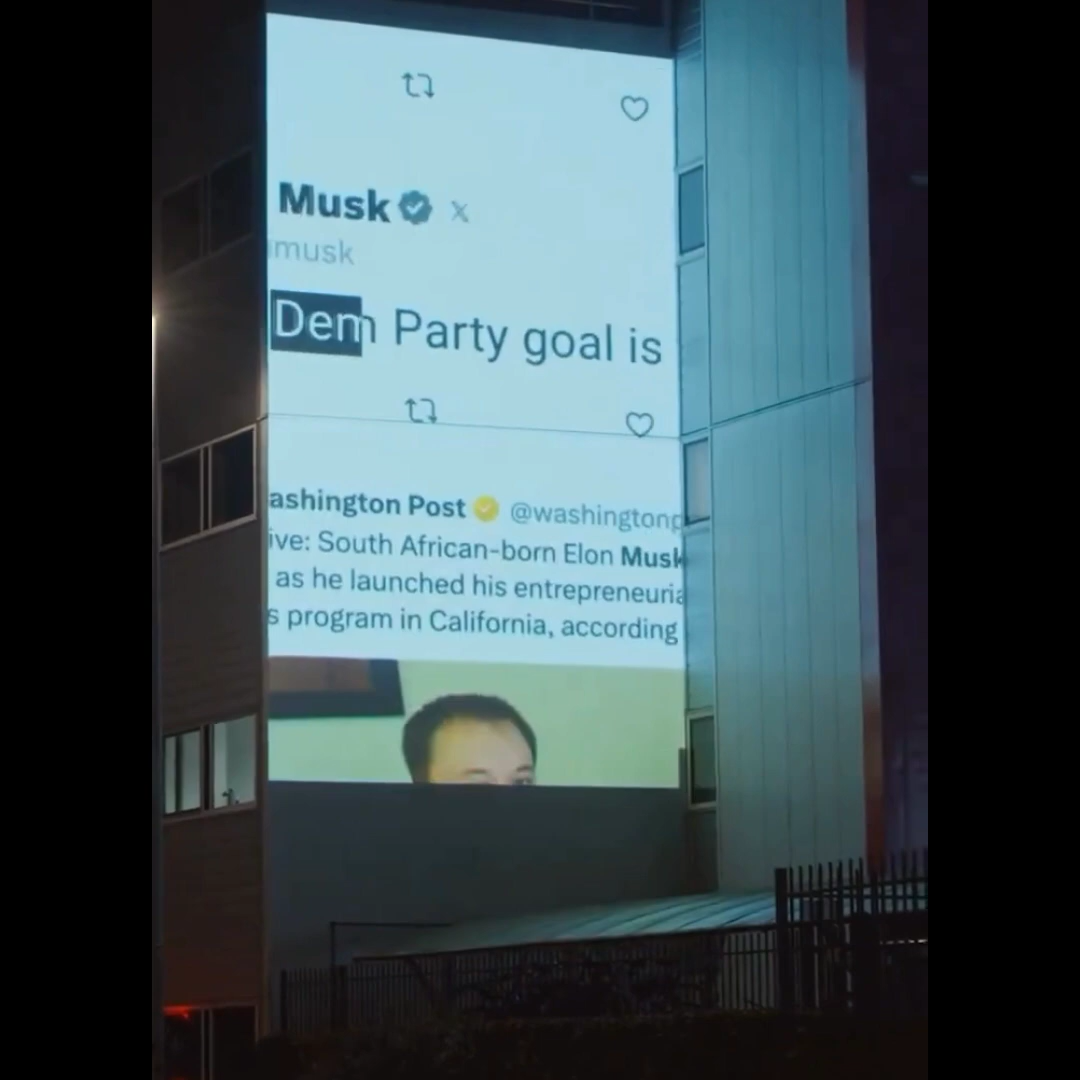 Musk
musk
Dem Party goal is
ashington Post @washingtonp
ive: South African-born Elon Musk
as he launched his entrepreneuria
s program in California, according